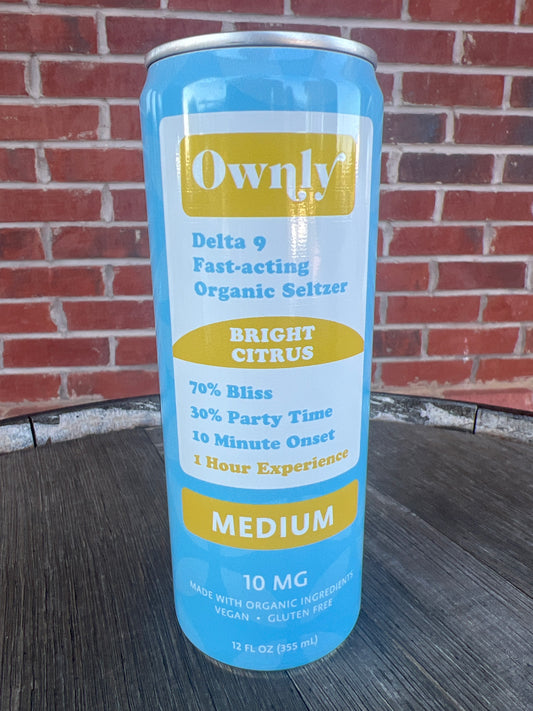 Ownly
Delta 9
Fast-acting
Organic Seltzer
BRIGHT
CITRUS
70% Bliss
30% Party Time
10 Minute Onset
1 Hour Experience
MEDIUM
10 MG
MADE WITH ORGANIC INGREDIENTS
VEGAN • GLUTEN FREE
12 FL OZ (355 mL)